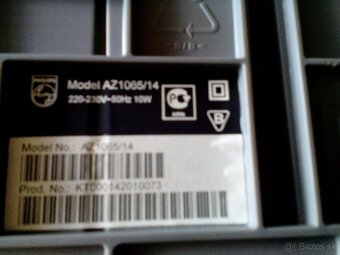 PHILIPS
Model AZ1065/14
220-230V~50Hz 10W
Model No.: AZ1065/14
Prod. No.: KT000142010073
Bazos.sk